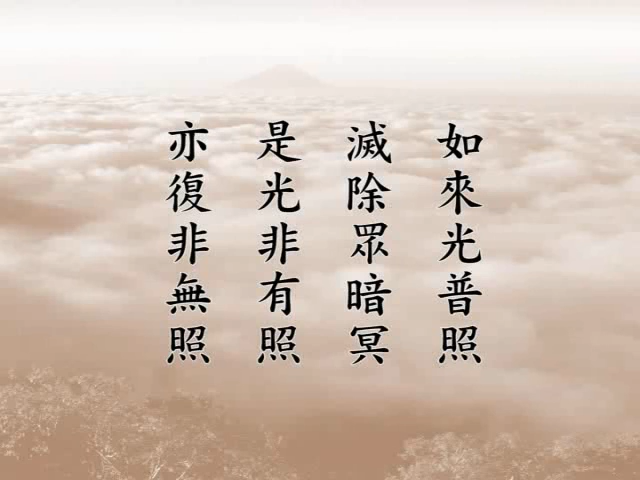 如來光普照
滅除眾暗冥
是光非有照
亦復非無照